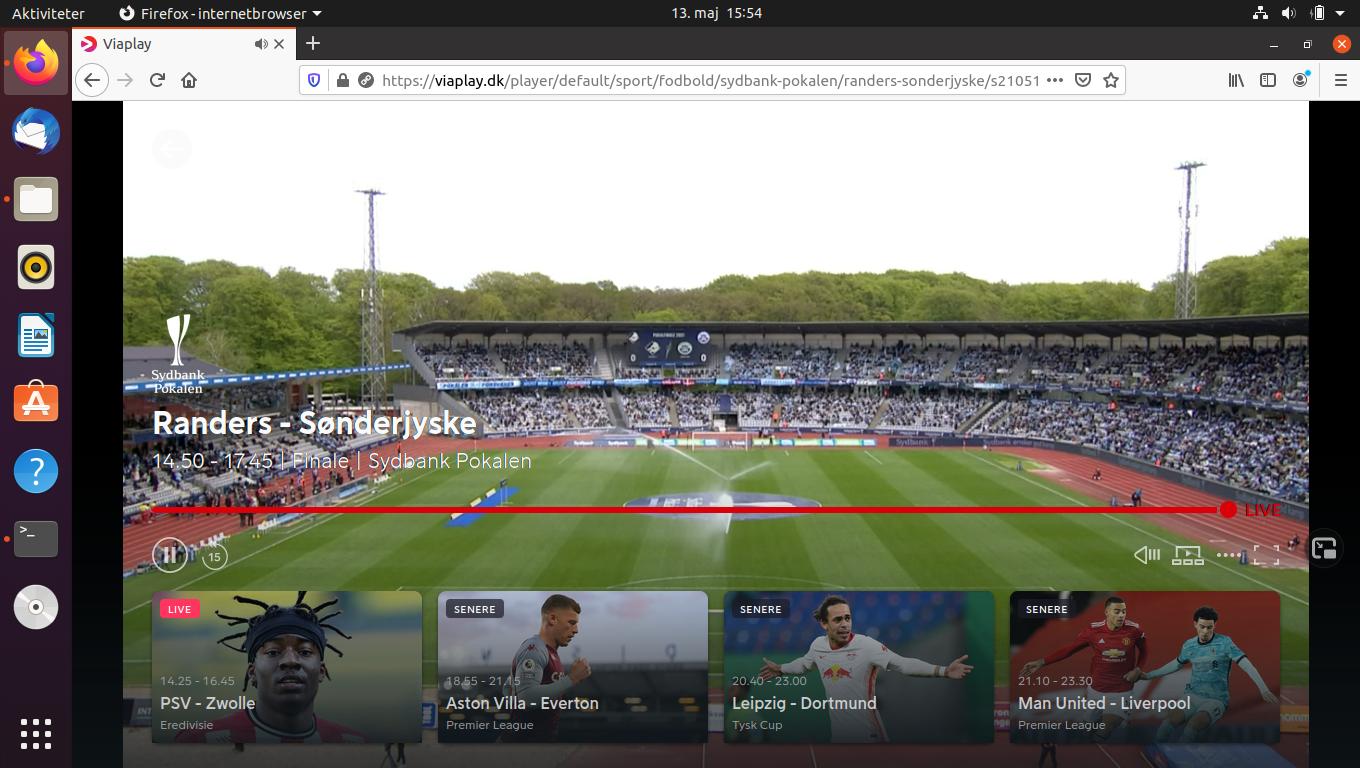 Aktiviteter
Firefox - internetbrowser
13. maj 15:54
Viaplay
https://viaplay.dk/player/default/sport/fodbold/sydbank-pokalen/randers-sonderjyske/s21051
Sydbank
Pokalen
Randers - Sønderjyske
14.50 - 17.45 | Finale | Sydbank Pokalen
LIVE
15
LIVE
14.25 - 16.45
PSV - Zwolle
Eredivisie
SENERE
18.55 - 21.15
Aston Villa - Everton
Premier League
SENERE
20.40 - 23.00
Leipzig - Dortmund
Tysk Cup
SENERE
21.10 - 23.30
Man United - Liverpool
Premier League